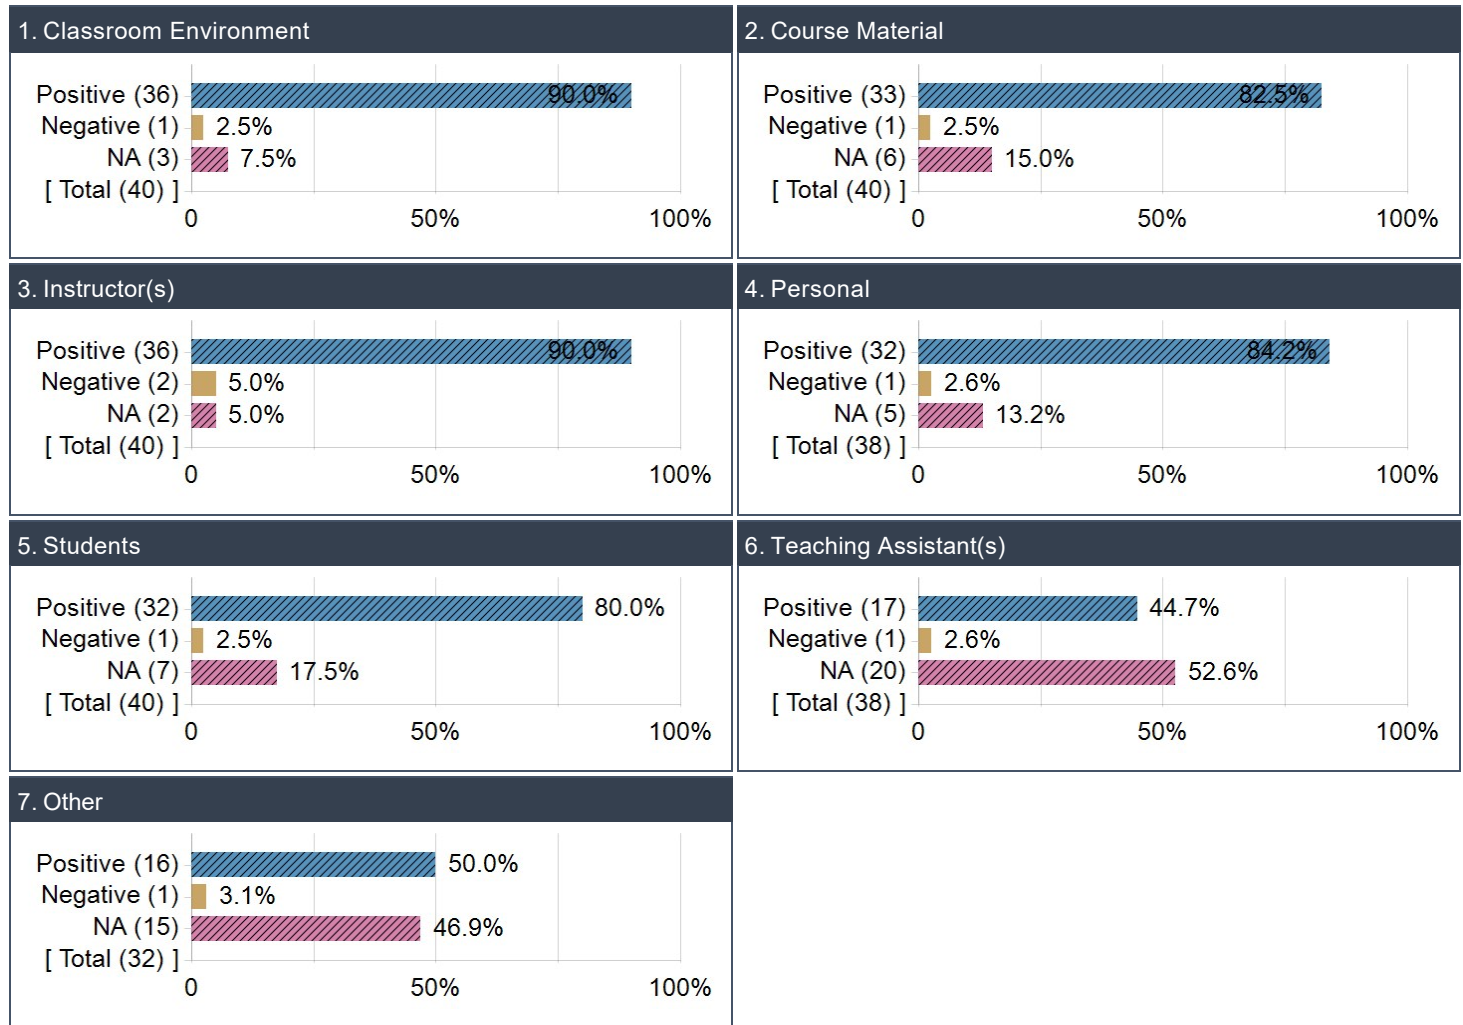 1. Classroom Environment
Positive (36) 90.0%
Negative (1) 2.5%
NA (3) 7.5%
[ Total (40) ]
0 50% 100%
2. Course Material
Positive (33) 82.5%
Negative (1) 2.5%
NA (6) 15.0%
[ Total (40) ]
0 50% 100%
3. Instructor(s)
Positive (36) 90.0%
Negative (2) 5.0%
NA (2) 5.0%
[ Total (40) ]
0 50% 100%
4. Personal
Positive (32) 84.2%
Negative (1) 2.6%
NA (5) 13.2%
[ Total (38) ]
0 50% 100%
5. Students
Positive (32) 80.0%
Negative (1) 2.5%
NA (7) 17.5%
[ Total (40) ]
0 50% 100%
6. Teaching Assistant(s)
Positive (17) 44.7%
Negative (1) 2.6%
NA (20) 52.6%
[ Total (38) ]
0 50% 100%
7. Other
Positive (16) 50.0%
Negative (1) 3.1%
NA (15) 46.9%
[ Total (32) ]
0 50% 100%